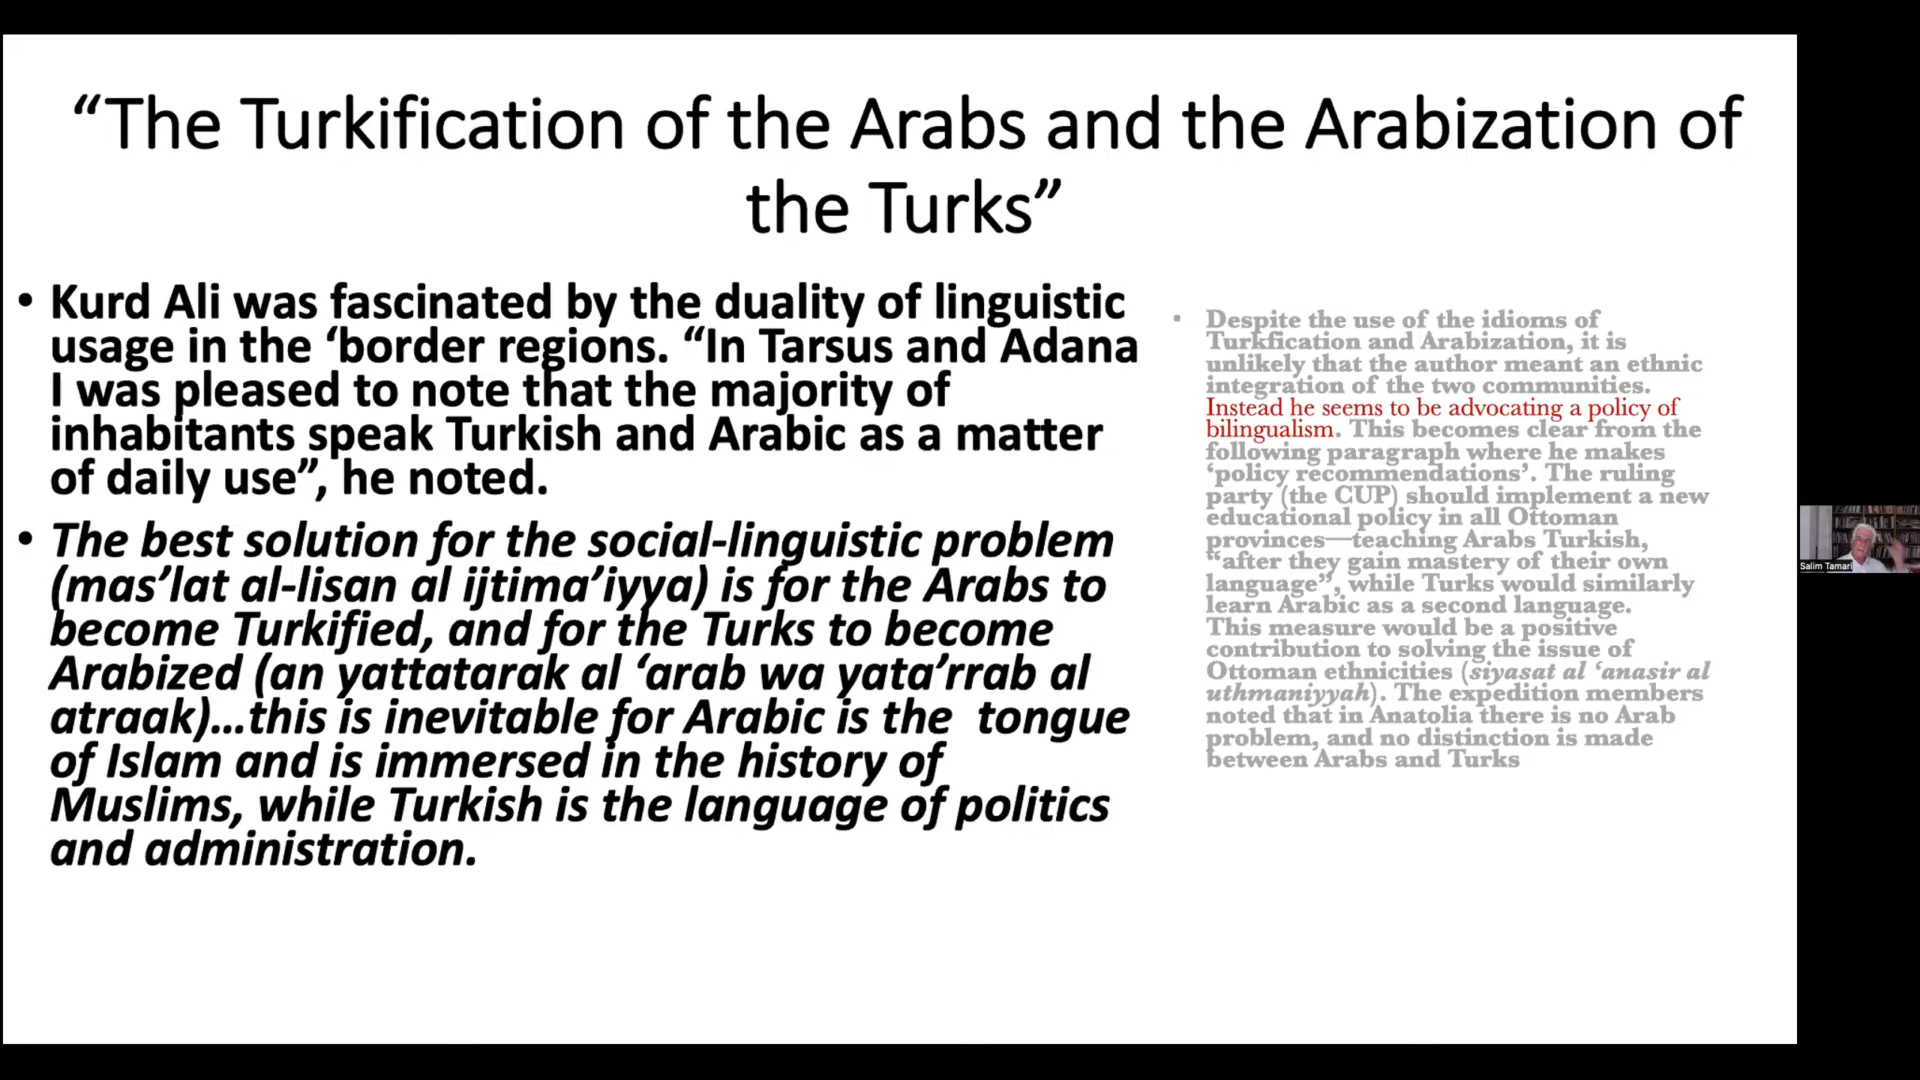 “The Turkification of the Arabs and the Arabization of
the Turks”
• Kurd Ali was fascinated by the duality of linguistic
usage in the ‘border regions. “In Tarsus and Adana
I was pleased to note that the majority of
inhabitants speak Turkish and Arabic as a matter
of daily use”, he noted.
• The best solution for the social-linguistic problem
(mas’lat al-lisan al ijtima’iyya) is for the Arabs to
become Turkified, and for the Turks to become
Arabized (an yattatarak al ‘arab wa yata’rrab al
atraak)…this is inevitable for Arabic is the tongue
of Islam and is immersed in the history of
Muslims, while Turkish is the language of politics
and administration.
• Despite the use of the idioms of
Turkfication and Arabization, it is
unlikely that the author meant an ethnic
integration of the two communities.
Instead he seems to be advocating a policy of
bilingualism. This becomes clear from the
following paragraph where he makes
‘policy recommendations’. The ruling
party (the CUP) should implement a new
educational policy in all Ottoman
provinces—teaching Arabs Turkish,
“after they gain mastery of their own
language”, while Turks would similarly
learn Arabic as a second language.
This measure would be a positive
contribution to solving the issue of
Ottoman ethnicities (siyasat al ‘anasir al
uthmaniyyah). The expedition members
noted that in Anatolia there is no Arab
problem, and no distinction is made
between Arabs and Turks
Salim Tamari